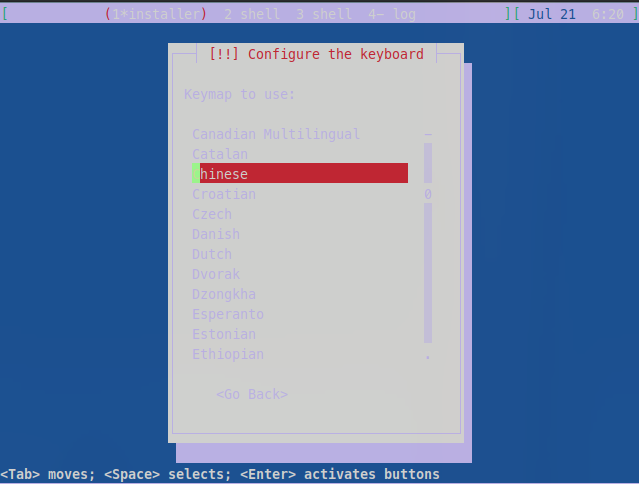 [ (1*installer) 2 shell 3 shell 4- log ][ Jul 21 6:20 ]
[!!] Configure the keyboard
Keymap to use:
Canadian Multilingual
Catalan
Chinese
Croatian
Czech
Danish
Dutch
Dvorak
Dzongkha
Esperanto
Estonian
Ethiopian
<Go Back>
<Tab> moves; <Space> selects; <Enter> activates buttons